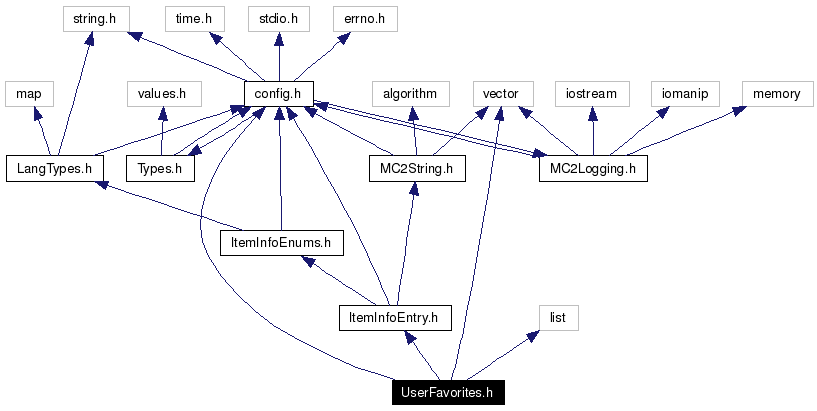 string.h
time.h
stdio.h
errno.h
map
values.h
config.h
algorithm
vector
iostream
iomanip
memory
LangTypes.h
Types.h
MC2String.h
MC2Logging.h
ItemInfoEnums.h
ItemInfoEntry.h
list
UserFavorites.h